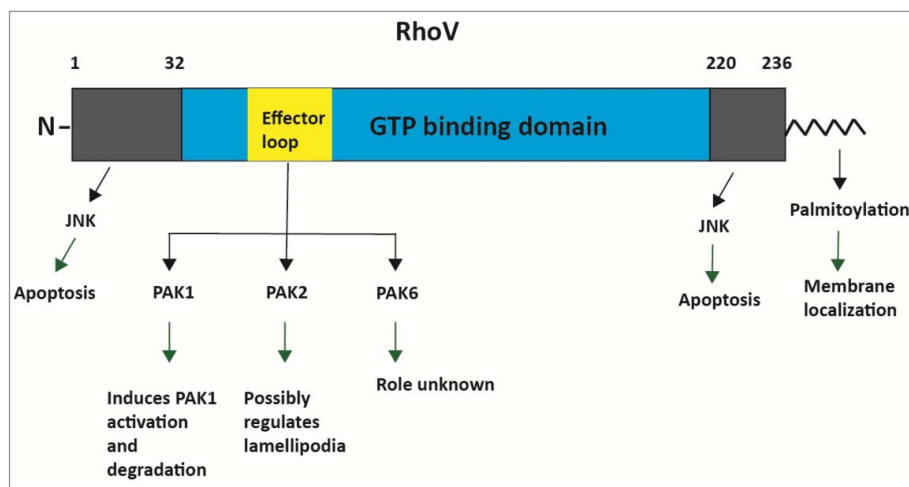 RhoV
1 32 220 236
N
Effector
loop
GTP binding domain
JNK
Apoptosis
PAK1 PAK2 PAK6
Induces PAK1
activation
and
degradation
Possibly
regulates
lamellipodia
Role unknown
JNK
Apoptosis
Palmitoylation
Membrane
localization